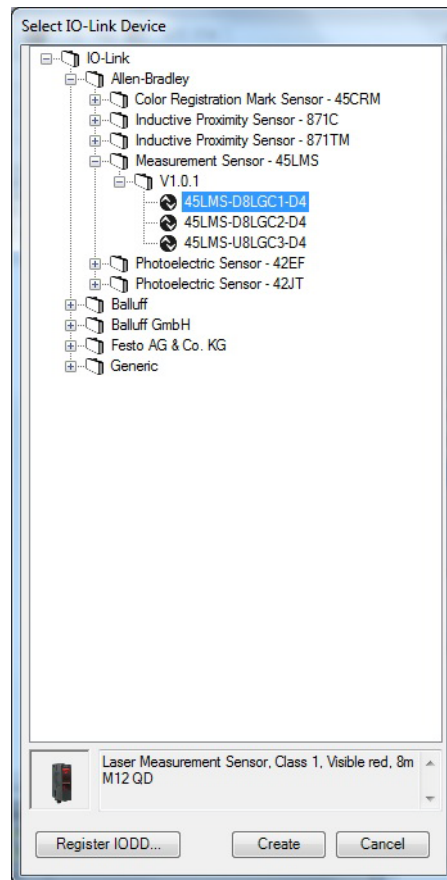 Select IO-Link Device
IO-Link
Allen-Bradley
Color Registration Mark Sensor - 45CRM
Inductive Proximity Sensor - 871C
Inductive Proximity Sensor - 871TM
Measurement Sensor - 45LMS
V1.0.1
45LMS-D8LGC1-D4
45LMS-D8LGC2-D4
45LMS-U8LGC3-D4
Photoelectric Sensor - 42EF
Photoelectric Sensor - 42JT
Balluff
Balluff GmbH
Festo AG & Co. KG
Generic
Laser Measurement Sensor, Class 1, Visible red, 8m
M12 QD
Register IODD... Create Cancel